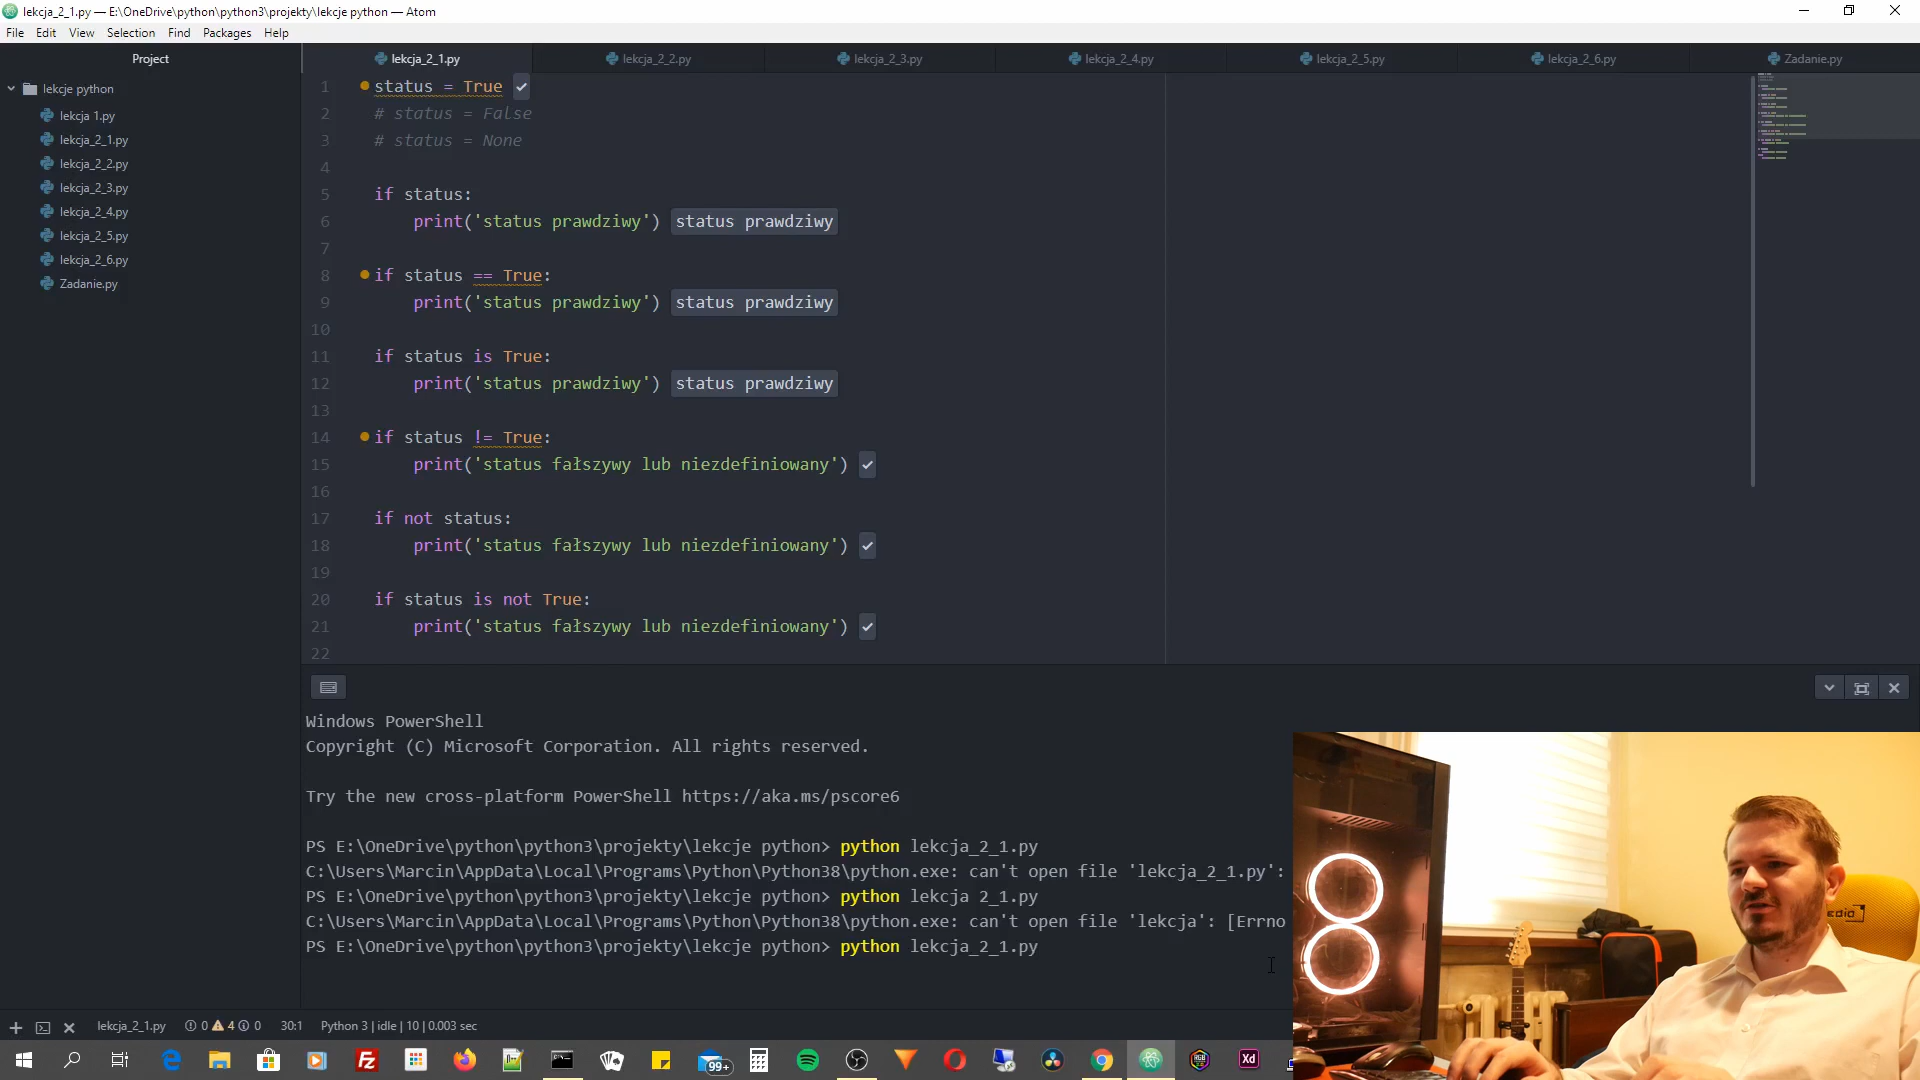 lekcja_2_1.py — E:\OneDrive\python\python3\projekty\lekcje python — Atom
File Edit View Selection Find Packages Help
Project
lekcja_2_1.py lekcja_2_2.py lekcja_2_3.py lekcja_2_4.py lekcja_2_5.py lekcja_2_6.py Zadanie.py
lekcje python
lekcja 1.py
lekcja_2_1.py
lekcja_2_2.py
lekcja_2_3.py
lekcja_2_4.py
lekcja_2_5.py
lekcja_2_6.py
Zadanie.py
1 status = True
2 # status = False
3 # status = None
4
5 if status:
6 print('status prawdziwy') status prawdziwy
7
8 if status == True:
9 print('status prawdziwy') status prawdziwy
10
11 if status is True:
12 print('status prawdziwy') status prawdziwy
13
14 if status != True:
15 print('status fałszywy lub niezdefiniowany')
16
17 if not status:
18 print('status fałszywy lub niezdefiniowany')
19
20 if status is not True:
21 print('status fałszywy lub niezdefiniowany')
22
Windows PowerShell
Copyright (C) Microsoft Corporation. All rights reserved.
Try the new cross-platform PowerShell https://aka.ms/pscore6
PS E:\OneDrive\python\python3\projekty\lekcje python> python lekcja_2_1.py
C:\Users\Marcin\AppData\Local\Programs\Python\Python38\python.exe: can't open file 'lekcja_2_1.py':
PS E:\OneDrive\python\python3\projekty\lekcje python> python lekcja 2_1.py
C:\Users\Marcin\AppData\Local\Programs\Python\Python38\python.exe: can't open file 'lekcja': [Errno
PS E:\OneDrive\python\python3\projekty\lekcje python> python lekcja_2_1.py
lekcja_2_1.py 0 4 0 30:1 Python 3 | idle | 10 | 0.003 sec
99+
Xd